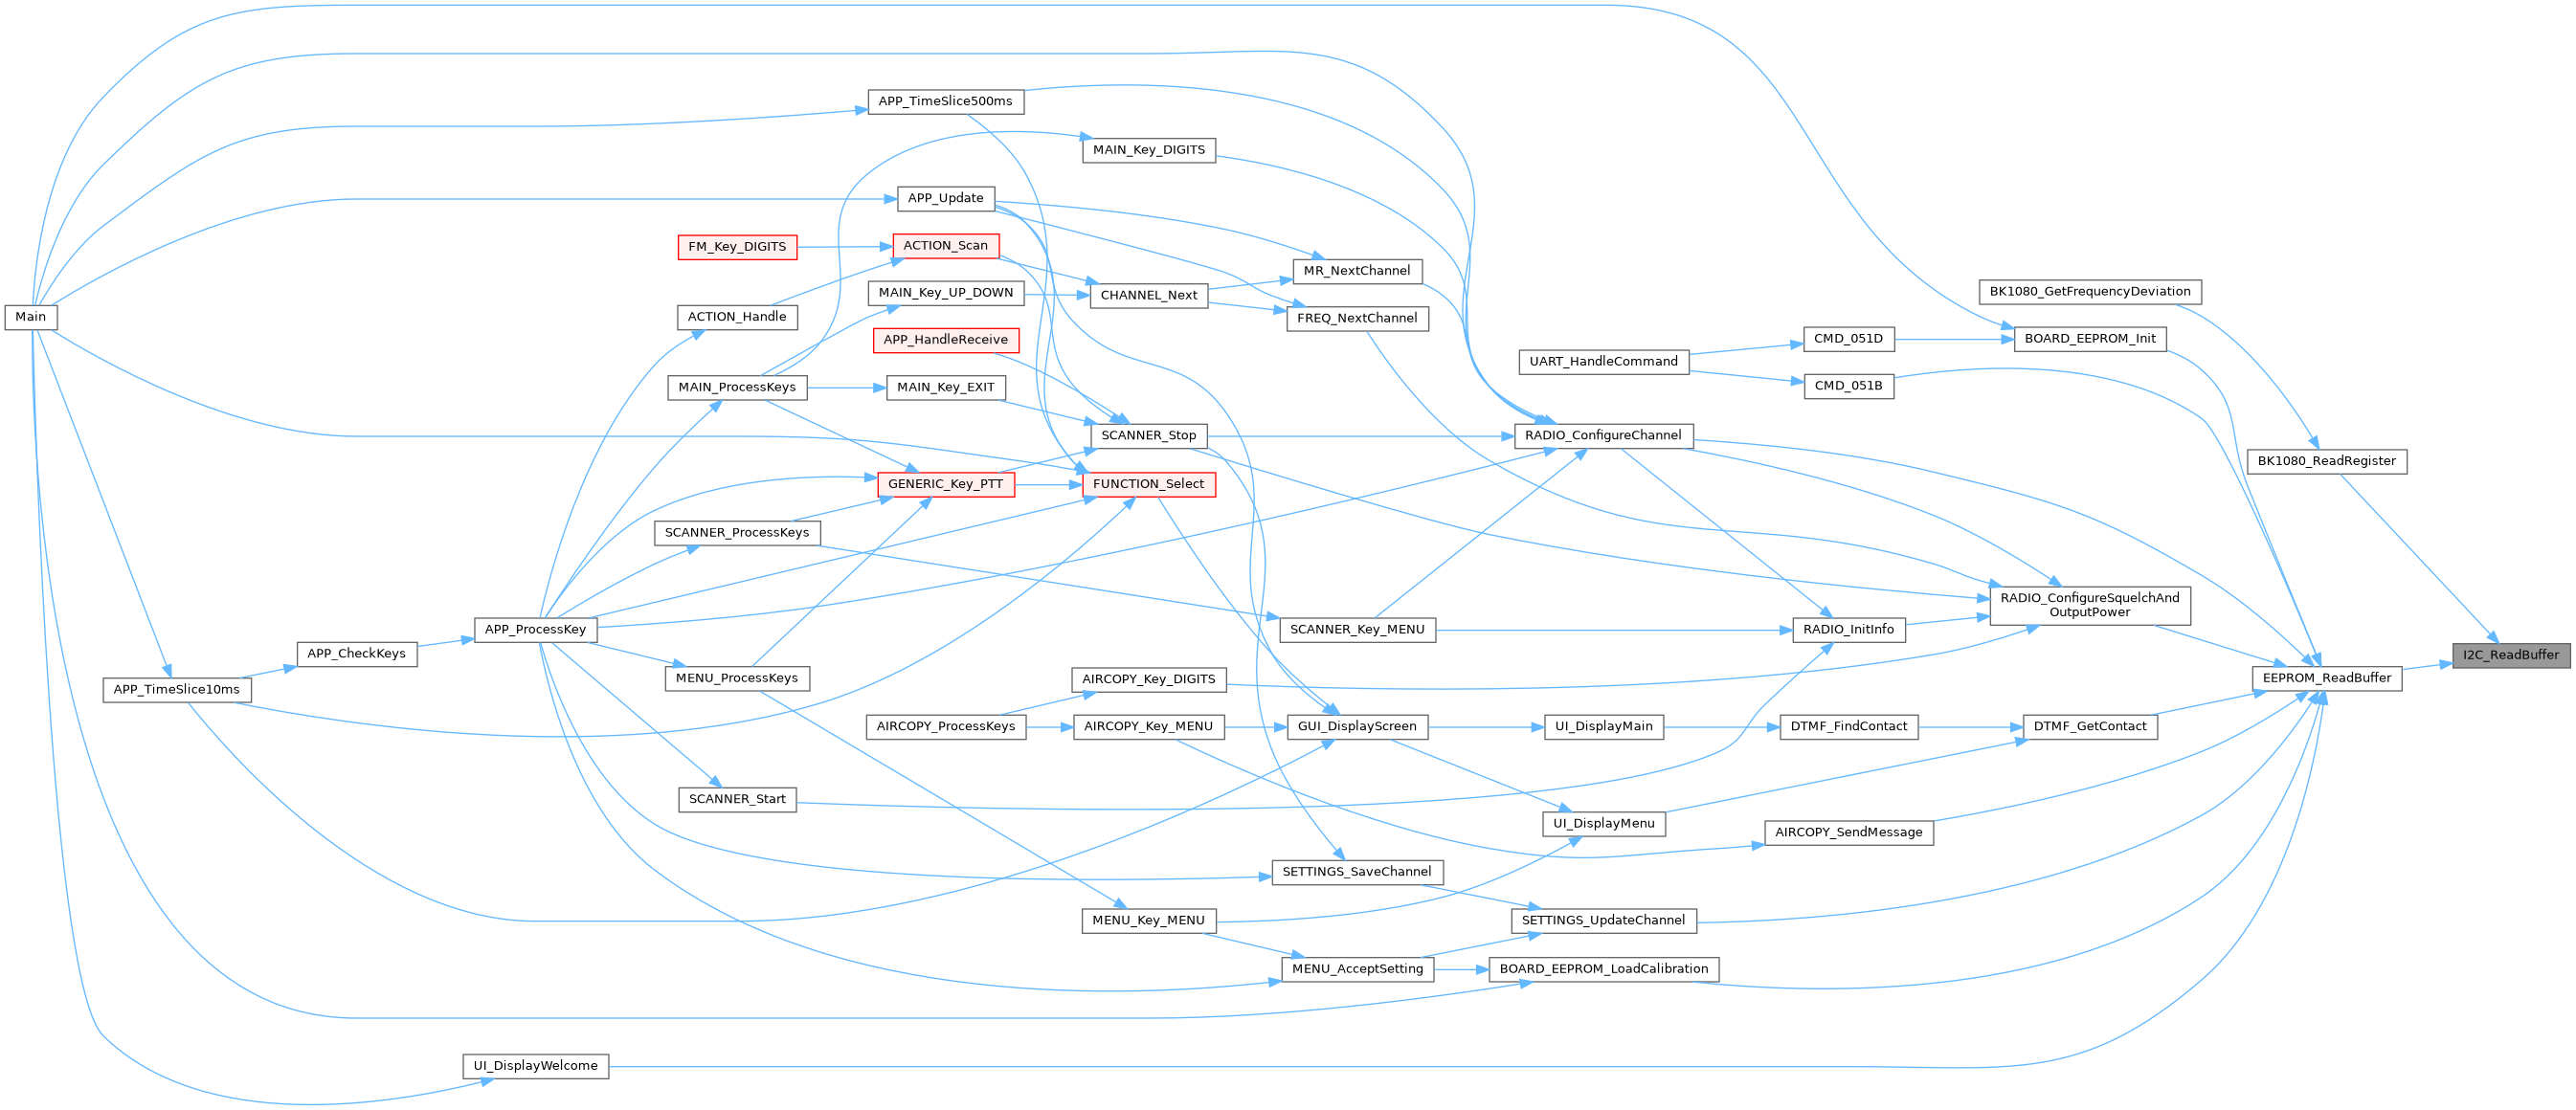 APP_TimeSlice500ms
MAIN_Key_DIGITS
APP_Update
FM_Key_DIGITS
ACTION_Scan
MR_NextChannel
MAIN_Key_UP_DOWN
CHANNEL_Next
BK1080_GetFrequencyDeviation
Main
ACTION_Handle
FREQ_NextChannel
APP_HandleReceive
CMD_051D
BOARD_EEPROM_Init
UART_HandleCommand
MAIN_ProcessKeys
MAIN_Key_EXIT
CMD_051B
SCANNER_Stop
RADIO_ConfigureChannel
BK1080_ReadRegister
GENERIC_Key_PTT
FUNCTION_Select
SCANNER_ProcessKeys
RADIO_ConfigureSquelchAnd
OutputPower
APP_ProcessKey
SCANNER_Key_MENU
RADIO_InitInfo
APP_CheckKeys
I2C_ReadBuffer
APP_TimeSlice10ms
MENU_ProcessKeys
AIRCOPY_Key_DIGITS
EEPROM_ReadBuffer
AIRCOPY_ProcessKeys
AIRCOPY_Key_MENU
GUI_DisplayScreen
UI_DisplayMain
DTMF_FindContact
DTMF_GetContact
SCANNER_Start
UI_DisplayMenu
AIRCOPY_SendMessage
SETTINGS_SaveChannel
MENU_Key_MENU
SETTINGS_UpdateChannel
MENU_AcceptSetting
BOARD_EEPROM_LoadCalibration
UI_DisplayWelcome